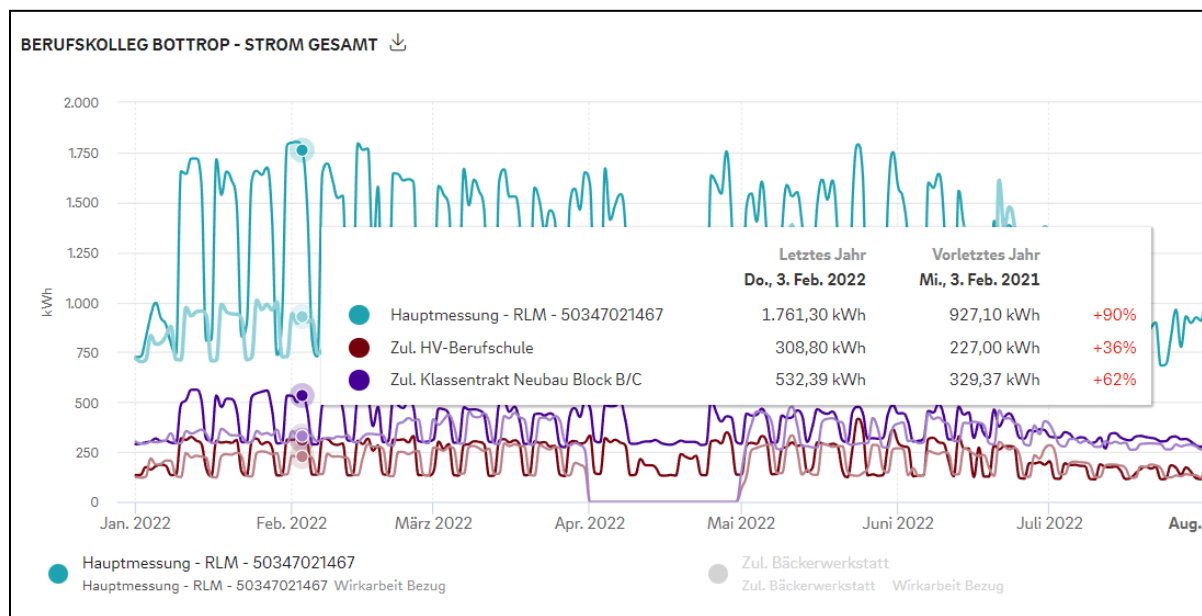 BERUFSKOLLEG BOTTROP - STROM GESAMT
2.000
1.750
1.500
1.250
1.000
750
500
250
0
kWh
Letztes Jahr Vorletztes Jahr
Do., 3. Feb. 2022 Mi., 3. Feb. 2021
Hauptmessung - RLM - 50347021467 1.761,30 kWh 927,10 kWh +90%
Zul. HV-Berufschule 308,80 kWh 227,00 kWh +36%
Zul. Klassentrakt Neubau Block B/C 532,39 kWh 329,37 kWh +62%
Jan. 2022 Feb. 2022 März 2022 Apr. 2022 Mai 2022 Juni 2022 Juli 2022 Aug.
Hauptmessung - RLM - 50347021467 Zul. Bäckerwerkstatt
Hauptmessung - RLM - 50347021467 Wirkarbeit Bezug Zul. Bäckerwerkstatt Wirkarbeit Bezug